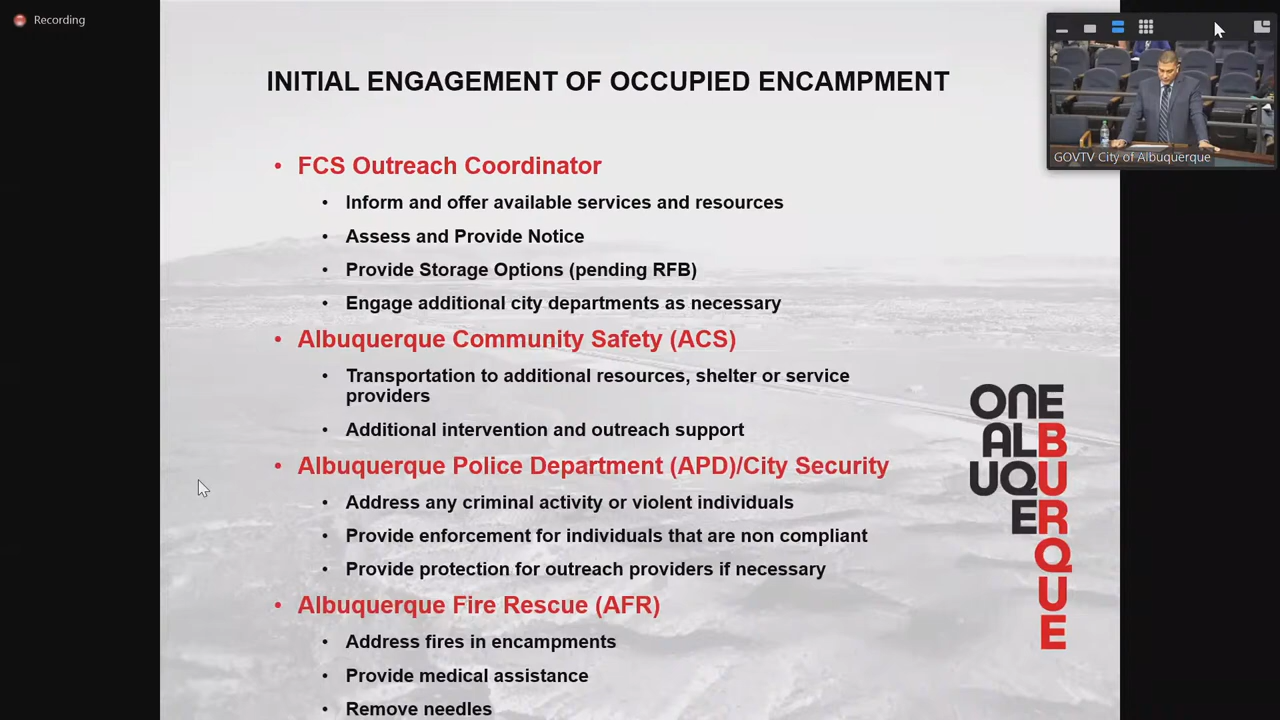 Recording
INITIAL ENGAGEMENT OF OCCUPIED ENCAMPMENT
• FCS Outreach Coordinator
• Inform and offer available services and resources
• Assess and Provide Notice
• Provide Storage Options (pending RFB)
• Engage additional city departments as necessary
• Albuquerque Community Safety (ACS)
• Transportation to additional resources, shelter or service
providers
• Additional intervention and outreach support
• Albuquerque Police Department (APD)/City Security
• Address any criminal activity or violent individuals
• Provide enforcement for individuals that are non compliant
• Provide protection for outreach providers if necessary
• Albuquerque Fire Rescue (AFR)
• Address fires in encampments
• Provide medical assistance
• Remove needles
GOVTV City of Albuquerque
ONE
ALB
UQU
ER
Q
U
E